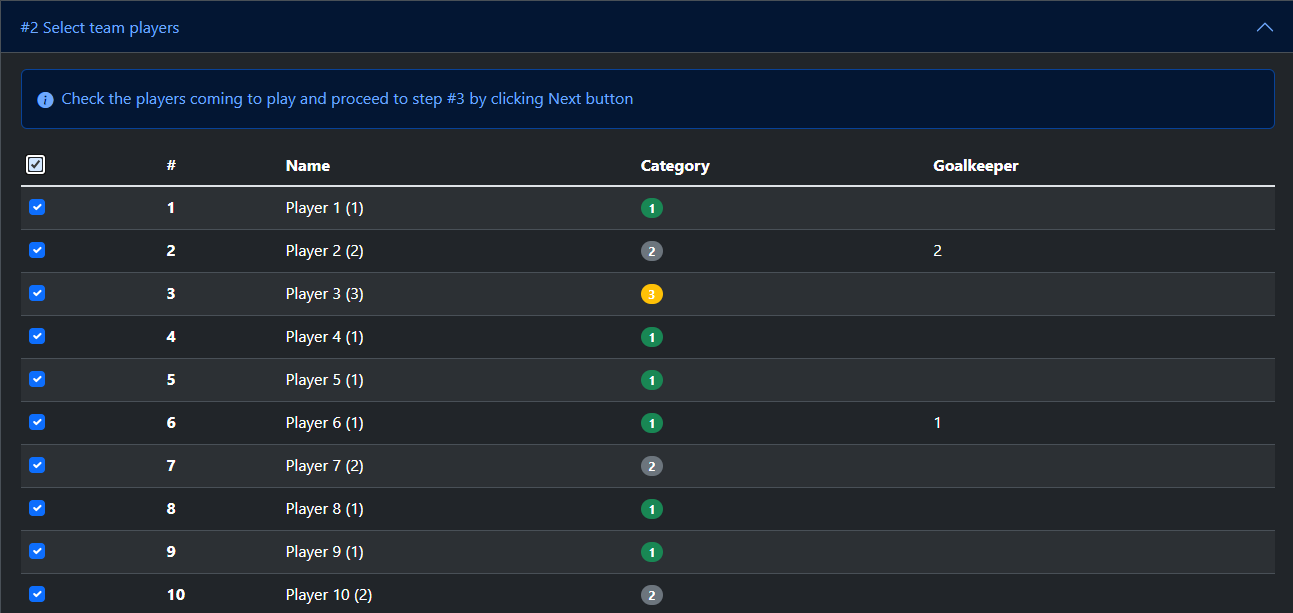 #2 Select team players
Check the players coming to play and proceed to step #3 by clicking Next button
# Name Category Goalkeeper
1 Player 1 (1) 1
2 Player 2 (2) 2 2
3 Player 3 (3) 3
4 Player 4 (1) 1
5 Player 5 (1) 1
6 Player 6 (1) 1 1
7 Player 7 (2) 2
8 Player 8 (1) 1
9 Player 9 (1) 1
10 Player 10 (2) 2